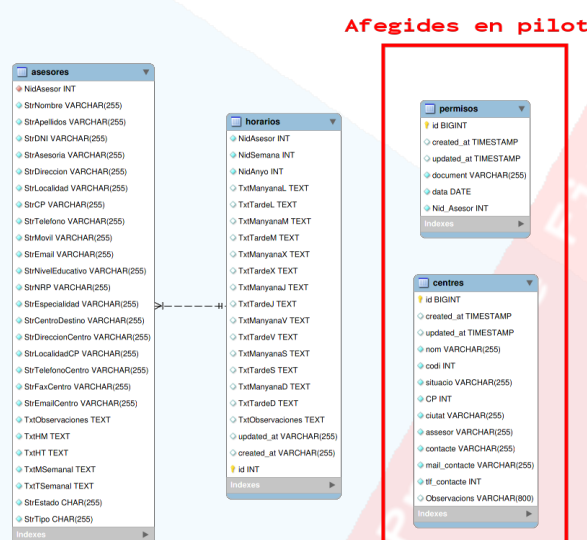 Afegides en pilot
asesores
NidAsesor INT
StrNombre VARCHAR(255)
StrApellidos VARCHAR(255)
StrDNI VARCHAR(255)
StrAsesoria VARCHAR(255)
StrDireccion VARCHAR(255)
StrLocalidad VARCHAR(255)
StrCP VARCHAR(255)
StrTelefono VARCHAR(255)
StrMovil VARCHAR(255)
StrEmail VARCHAR(255)
StrNivelEducativo VARCHAR(255)
StrNRP VARCHAR(255)
StrEspecialidad VARCHAR(255)
StrCentroDestino VARCHAR(255)
StrDireccionCentro VARCHAR(255)
StrLocalidadCP VARCHAR(255)
StrTelefonoCentro VARCHAR(255)
StrFaxCentro VARCHAR(255)
StrEmailCentro VARCHAR(255)
TxtObservaciones TEXT
TxtHM TEXT
TxtHT TEXT
TxtMSemanal TEXT
TxtTSemanal TEXT
StrEstado CHAR(255)
StrTipo CHAR(255)
Indexes
horarios
NidAsesor INT
NidSemana INT
NidAnyo INT
TxtManyanaL TEXT
TxtTardeL TEXT
TxtManyanaM TEXT
TxtTardeM TEXT
TxtManyanaX TEXT
TxtTardeX TEXT
TxtManyanaJ TEXT
TxtTardeJ TEXT
TxtManyanaV TEXT
TxtTardeV TEXT
TxtManyanaS TEXT
TxtTardeS TEXT
TxtManyanaD TEXT
TxtTardeD TEXT
TxtObservaciones TEXT
updated_at VARCHAR(255)
created_at VARCHAR(255)
id INT
Indexes
permisos
id BIGINT
created_at TIMESTAMP
updated_at TIMESTAMP
document VARCHAR(255)
data DATE
Nid_Asesor INT
Indexes
centres
id BIGINT
created_at TIMESTAMP
updated_at TIMESTAMP
nom VARCHAR(255)
codi INT
situacio VARCHAR(255)
CP INT
ciutat VARCHAR(255)
assesor VARCHAR(255)
contacte VARCHAR(255)
mail_contacte VARCHAR(255)
tlf_contacte INT
Observacions VARCHAR(800)
Indexes